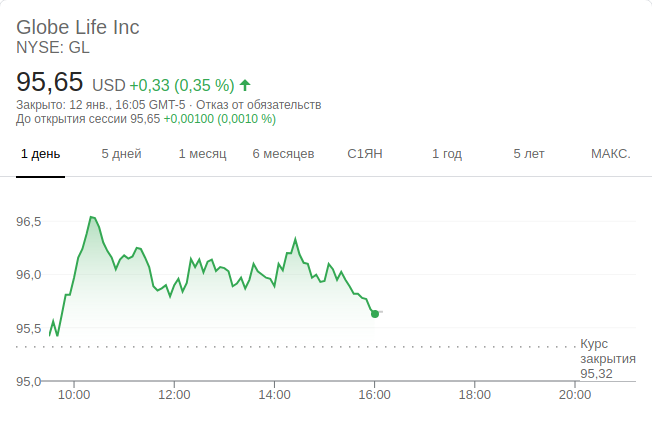 Globe Life Inc
NYSE: GL
95,65 USD +0,33 (0,35 %)
Закрыто: 12 янв., 16:05 GMT-5 · Отказ от обязательств
До открытия сессии 95,65 +0,00100 (0,0010 %)
1 день 5 дней 1 месяц 6 месяцев С1ЯН 1 год 5 лет МАКС.
96,5
96,0
95,5
Курс
закрытия
95,32
95,0
10:00 12:00 14:00 16:00 18:00 20:00